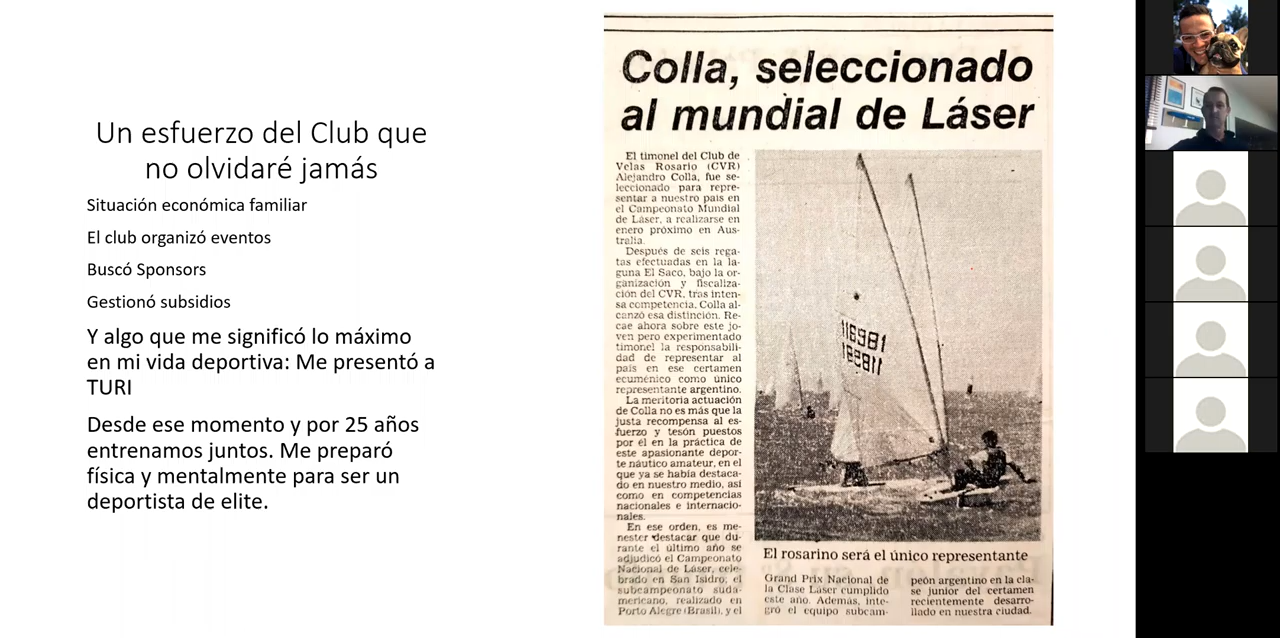 Un esfuerzo del Club que
no olvidaré jamás
Situación económica familiar
El club organizó eventos
Buscó Sponsors
Gestionó subsidios
Y algo que me significó lo máximo
en mi vida deportiva: Me presentó a
TURI
Desde ese momento y por 25 años
entrenamos juntos. Me preparó
física y mentalmente para ser un
deportista de elite.
Colla, seleccionado
al mundial de Láser
El timonel del Club de
Velas Rosario (CVR)
Alejandro Colla, fue se-
leccionado para repre-
sentar a nuestro país en
el Campeonato Mundial
de Láser, a realizarse en
enero próximo en Aus-
tralia.
Después de seis rega-
tas efectuadas en la la-
guna El Saco, bajo la or-
ganización y fiscaliza-
ción del CVR, tras inten-
sa competencia, Colla al-
canzó esa distinción. Re-
cae ahora sobre este jo-
ven pero experimentado
timonel la responsabili-
dad de representar al
país en ese certamen
ecuménico como único
representante argentino.
La meritoria actuación
de Colla no es más que la
justa recompensa al es-
fuerzo y tesón puestos
por él en la práctica de
este apasionante depor-
te náutico amateur, en el
que ya se había destaca-
do en nuestro medio, así
como en competencias
nacionales e internacio-
nales.
En ese orden, es me-
nester destacar que du-
rante el último año se
adjudicó el Campeonato
Nacional de Láser, cele-
brado en San Isidro; el
subcampeonato suda-
mericano, realizado en
Porto Alegre (Brasil), y el
116981
El rosarino será el único representante
Grand Prix Nacional de
la Clase Láser cumplido
este año. Además, inte-
gró el equipo subcam-
peón argentino en la cla-
se junior del certamen
recientemente desarro-
llado en nuestra ciudad.